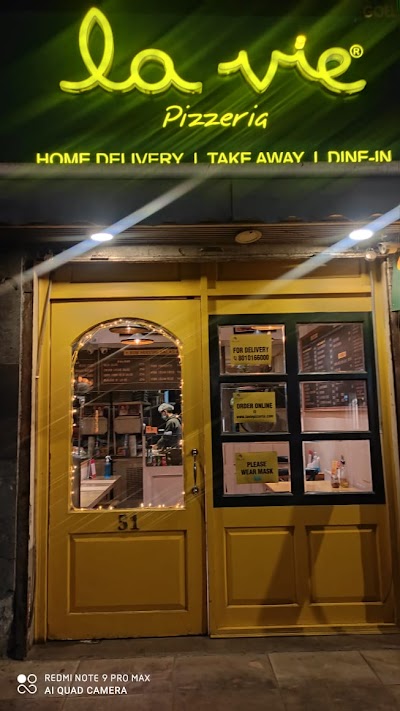 la vie®
Pizzeria
HOME DELIVERY | TAKE AWAY | DINE-IN
FOR DELIVERY
8010166000
ORDER ONLINE
PLEASE
WEAR MASK
51
REDMI NOTE 9 PRO MAX
AI QUAD CAMERA